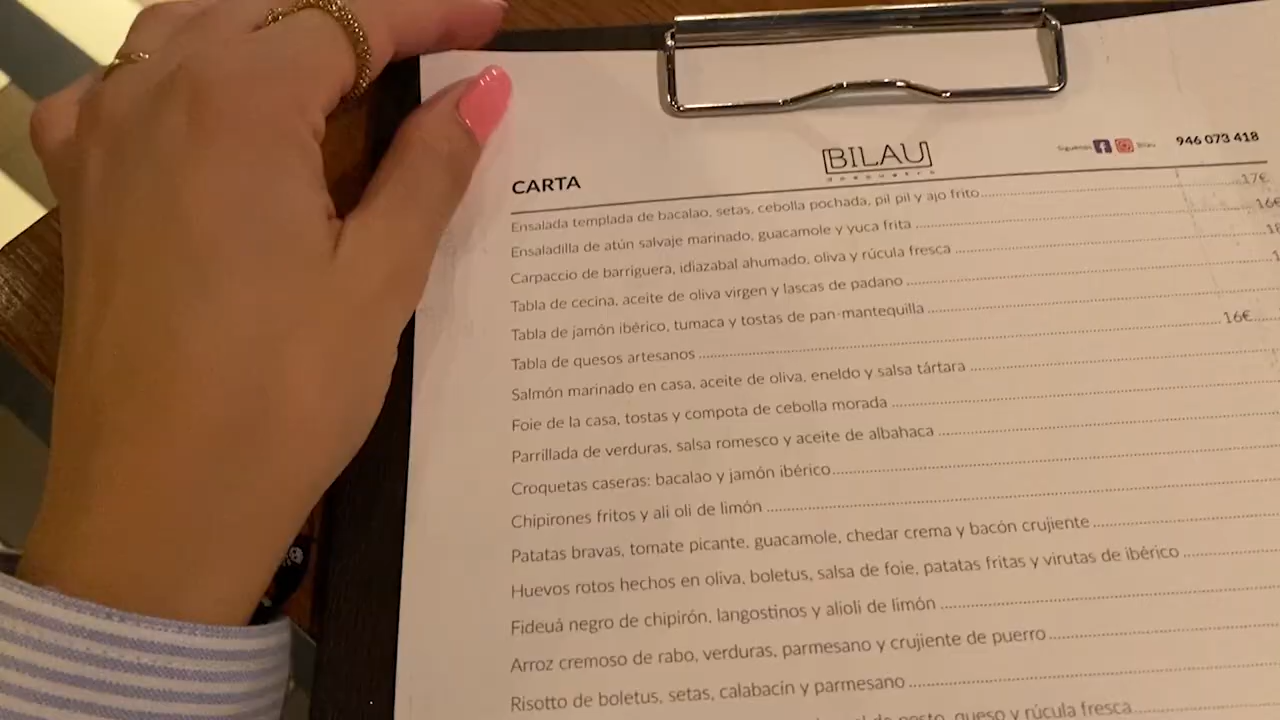 BILAU
Síguenos Bilau 946 073 418
CARTA
Ensalada templada de bacalao, setas, cebolla pochada, pil pil y ajo frito 17€
Ensaladilla de atún salvaje marinado, guacamole y yuca frita 16€
Carpaccio de barriguera, idiazabal ahumado, oliva y rúcula fresca
Tabla de cecina, aceite de oliva virgen y lascas de padano
Tabla de jamón ibérico, tumaca y tostas de pan-mantequilla
Tabla de quesos artesanos 16€
Salmón marinado en casa, aceite de oliva, eneldo y salsa tártara
Foie de la casa, tostas y compota de cebolla morada
Parrillada de verduras, salsa romesco y aceite de albahaca
Croquetas caseras: bacalao y jamón ibérico
Chipirones fritos y ali oli de limón
Patatas bravas, tomate picante, guacamole, chedar crema y bacón crujiente
Huevos rotos hechos en oliva, boletus, salsa de foie, patatas fritas y virutas de ibérico
Fideuá negro de chipirón, langostinos y alioli de limón
Arroz cremoso de rabo, verduras, parmesano y crujiente de puerro
Risotto de boletus, setas, calabacín y parmesano
queso y rúcula fresca